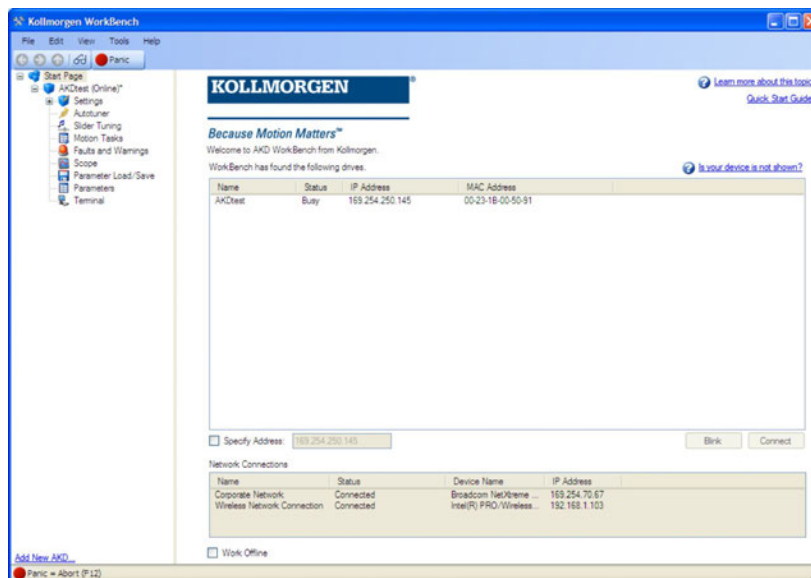 Kollmorgen WorkBench
File Edit View Tools Help
Panic
Start Page
AKDtest (Online)*
Settings
Autotuner
Slider Tuning
Motion Tasks
Faults and Warnings
Scope
Parameter Load/Save
Parameters
Terminal
Add New AKD...
KOLLMORGEN®
Because Motion Matters™
Learn more about this topic
Quick Start Guide
Welcome to AKD WorkBench from Kollmorgen.
WorkBench has found the following drives.
Is your device is not shown?
Name Status IP Address MAC Address
AKDtest Busy 169.254.250.145 00-23-1B-00-50-91
Specify Address: 169.254.250.145 Blink Connect
Network Connections
Name Status Device Name IP Address
Corporate Network Connected Broadcom NetXtreme ... 169.254.70.67
Wireless Network Connection Connected Intel(R) PRO/Wireless... 192.168.1.103
Work Offline
Panic = Abort (F12)